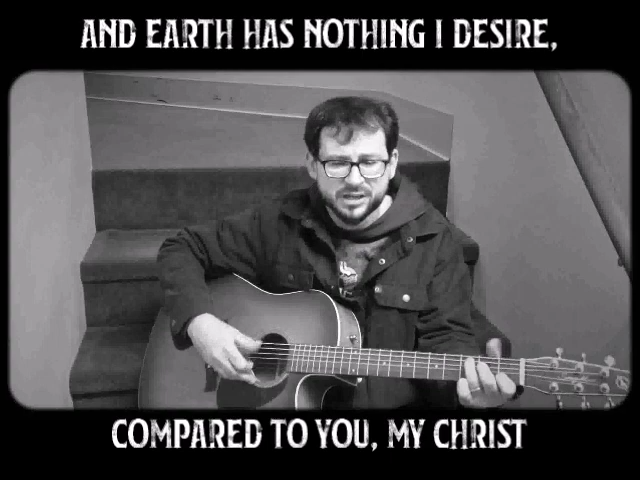 AND EARTH HAS NOTHING I DESIRE,
COMPARED TO YOU, MY CHRIST